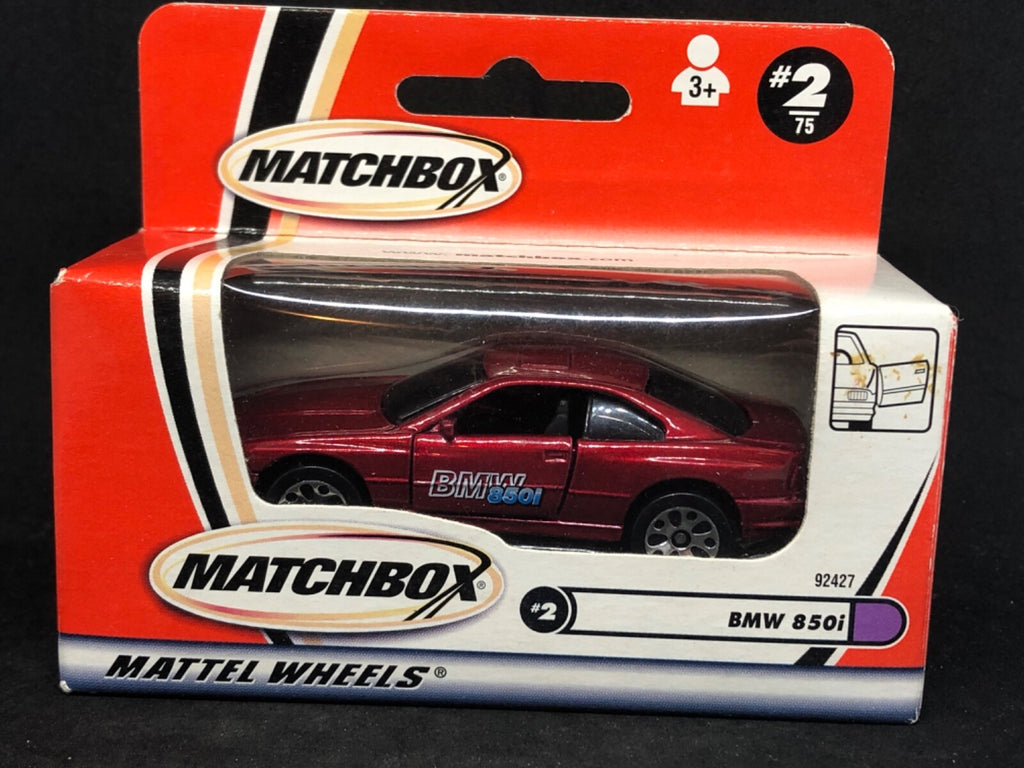 3+
#2
75
MATCHBOX®
www.matchbox.com
BMW
850i
92427
MATCHBOX®
#2
BMW 850i
MATTEL WHEELS®